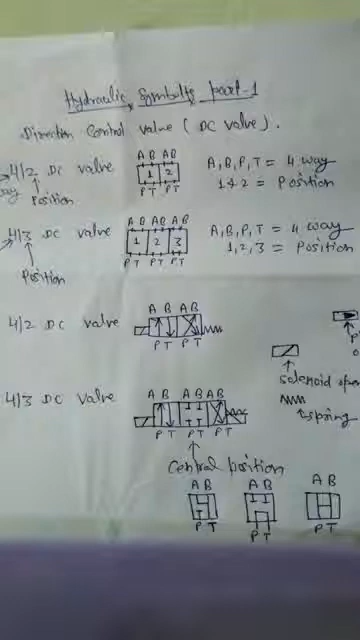 Hydraulic Symbols part-1
Direction Control valve (DC valve).
4/2 DC valve
A B A B
1 2
P T P T
A,B,P,T = 4 way
1 & 2 = Position
way
Position
4/3 DC valve
A B A B A B
1 2 3
P T P T P T
A,B,P,T = 4 way
1,2,3 = Position
Position
4/2 DC valve
A B A B
P T P T
solenoid oper
spring
4/3 DC valve
A B A B A B
P T P T P T
Central position
A B A B A B
P T P T P T